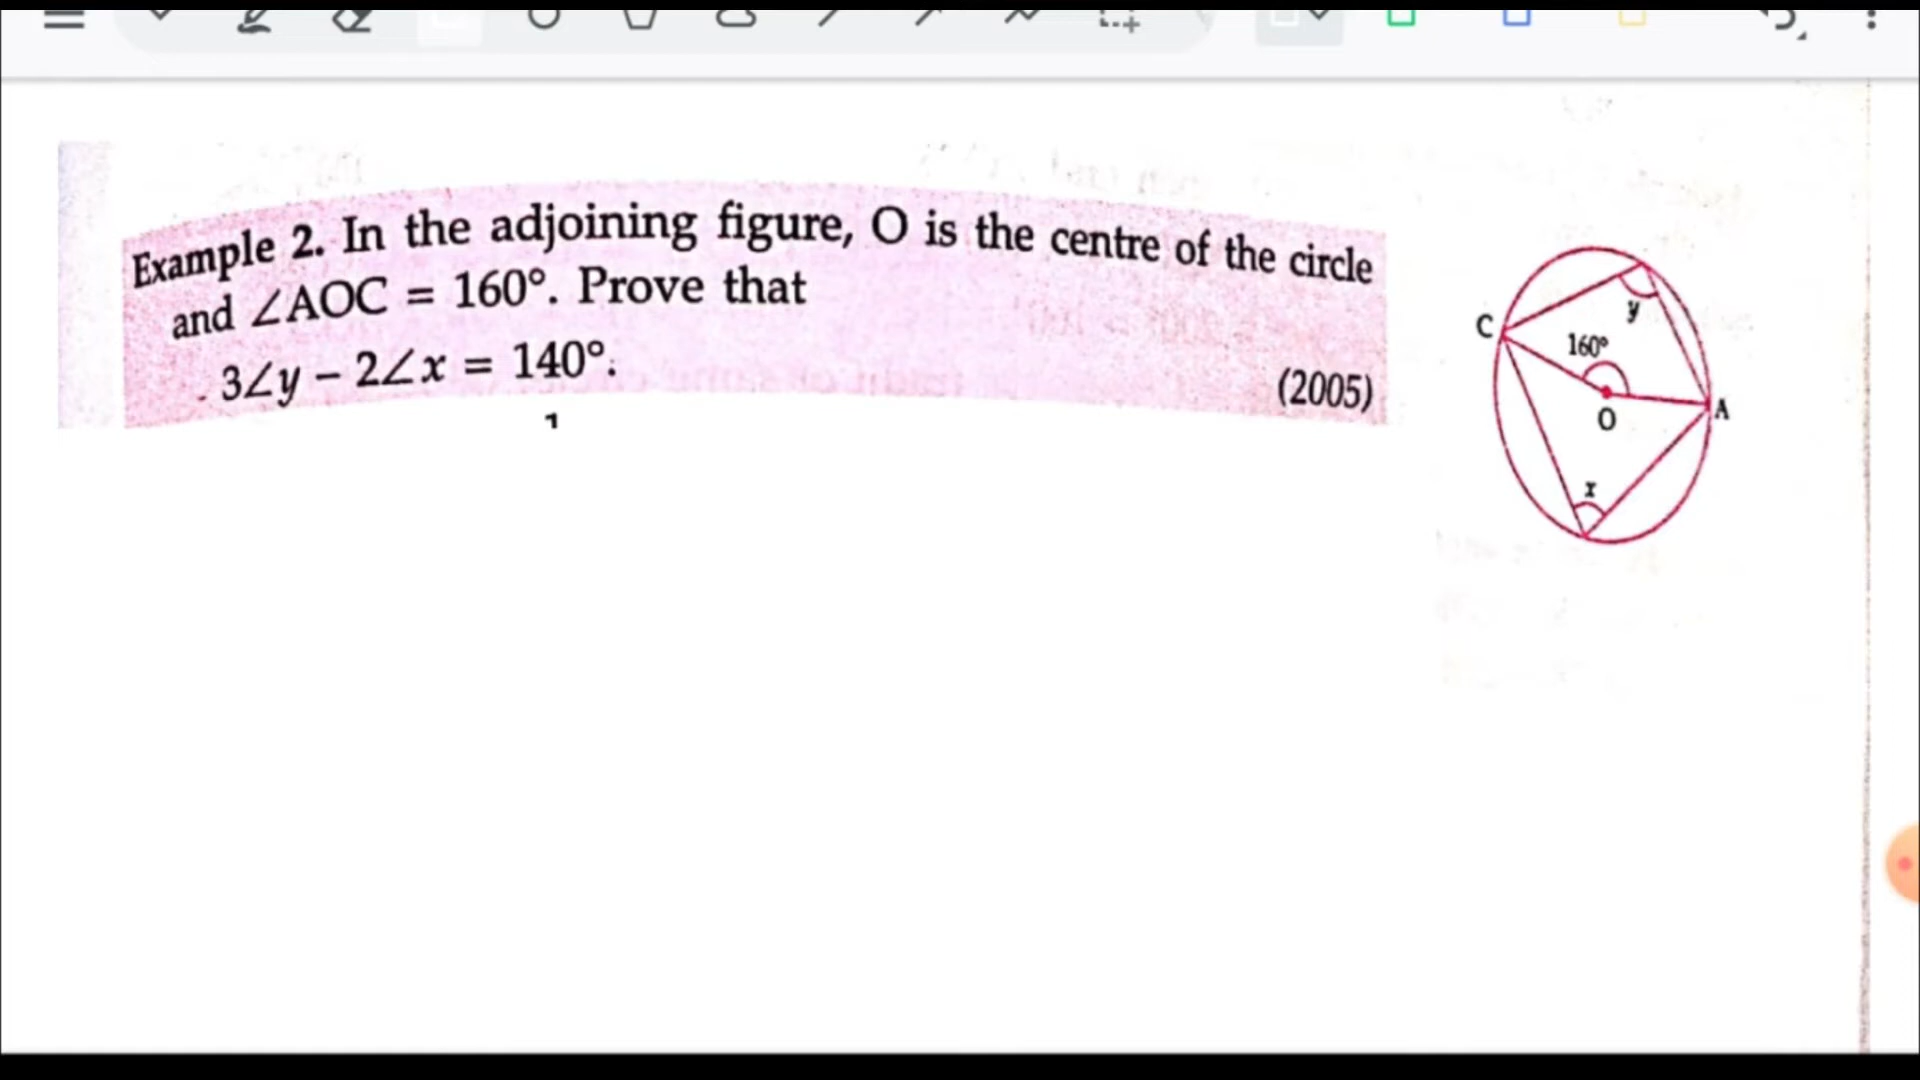 Example 2. In the adjoining figure, O is the centre of the circle
and ∠AOC = 160°. Prove that
3∠y – 2∠x = 140°.
(2005)
y
C
160°
A
O
x